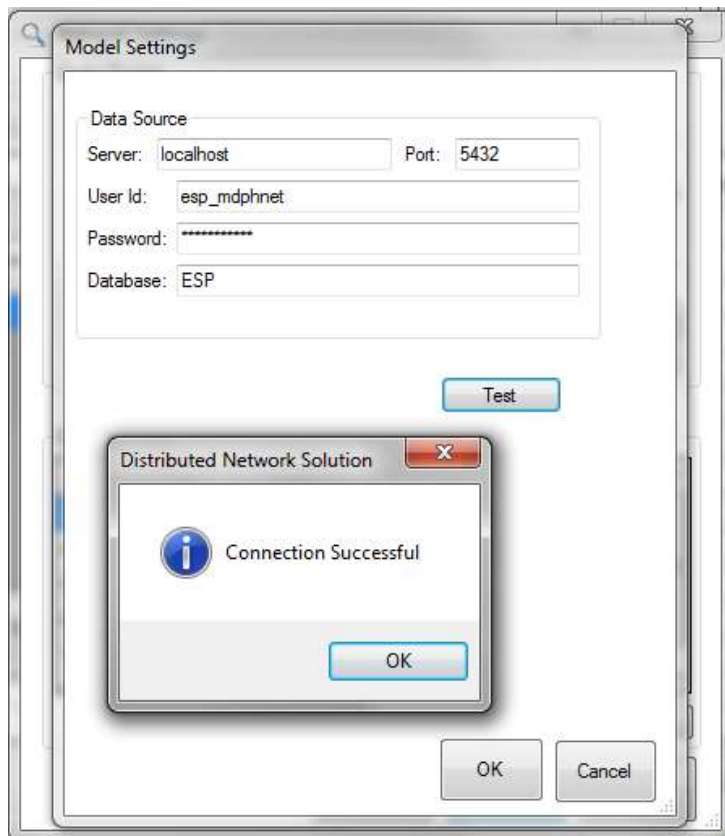 Model Settings
Data Source
Server: localhost Port: 5432
User Id: esp_mdphnet
Password: ***********
Database: ESP
Test
Distributed Network Solution
Connection Successful
OK
OK Cancel